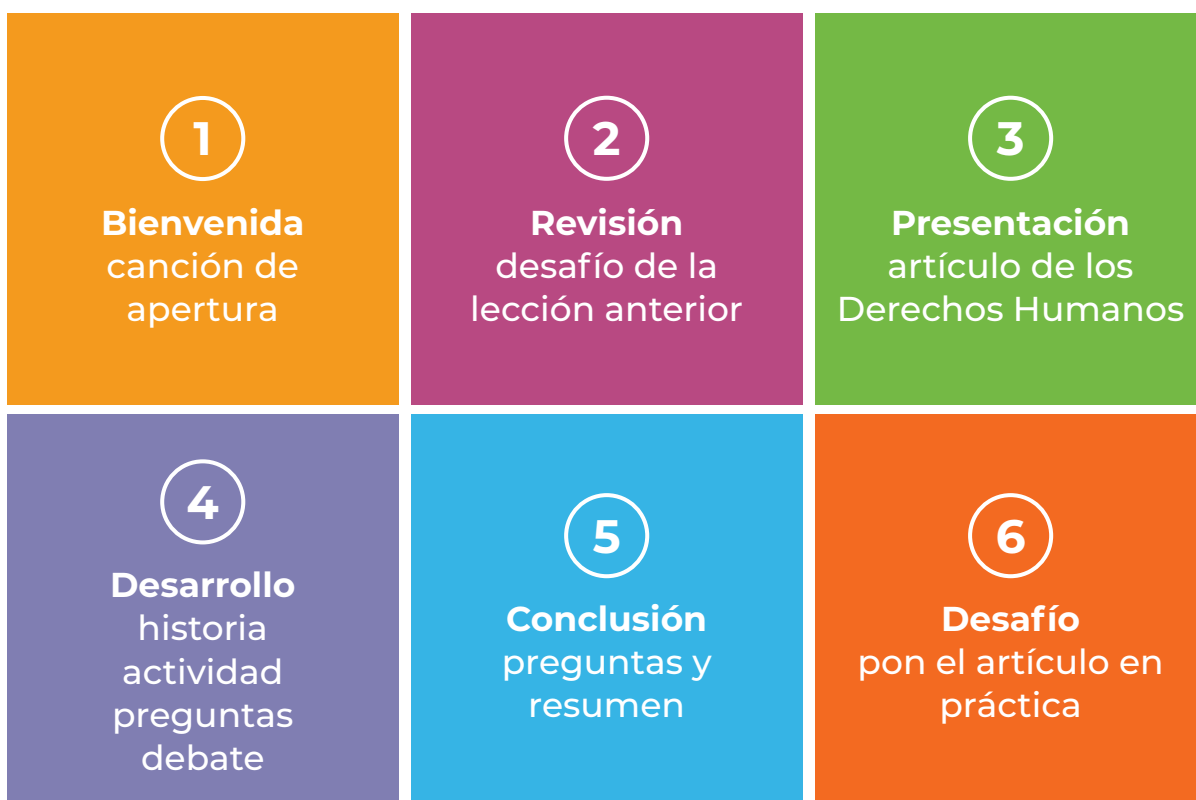 1
Bienvenida
canción de
apertura
2
Revisión
desafío de la
lección anterior
3
Presentación
artículo de los
Derechos Humanos
4
Desarrollo
historia
actividad
preguntas
debate
5
Conclusión
preguntas y
resumen
6
Desafío
pon el artículo en
práctica